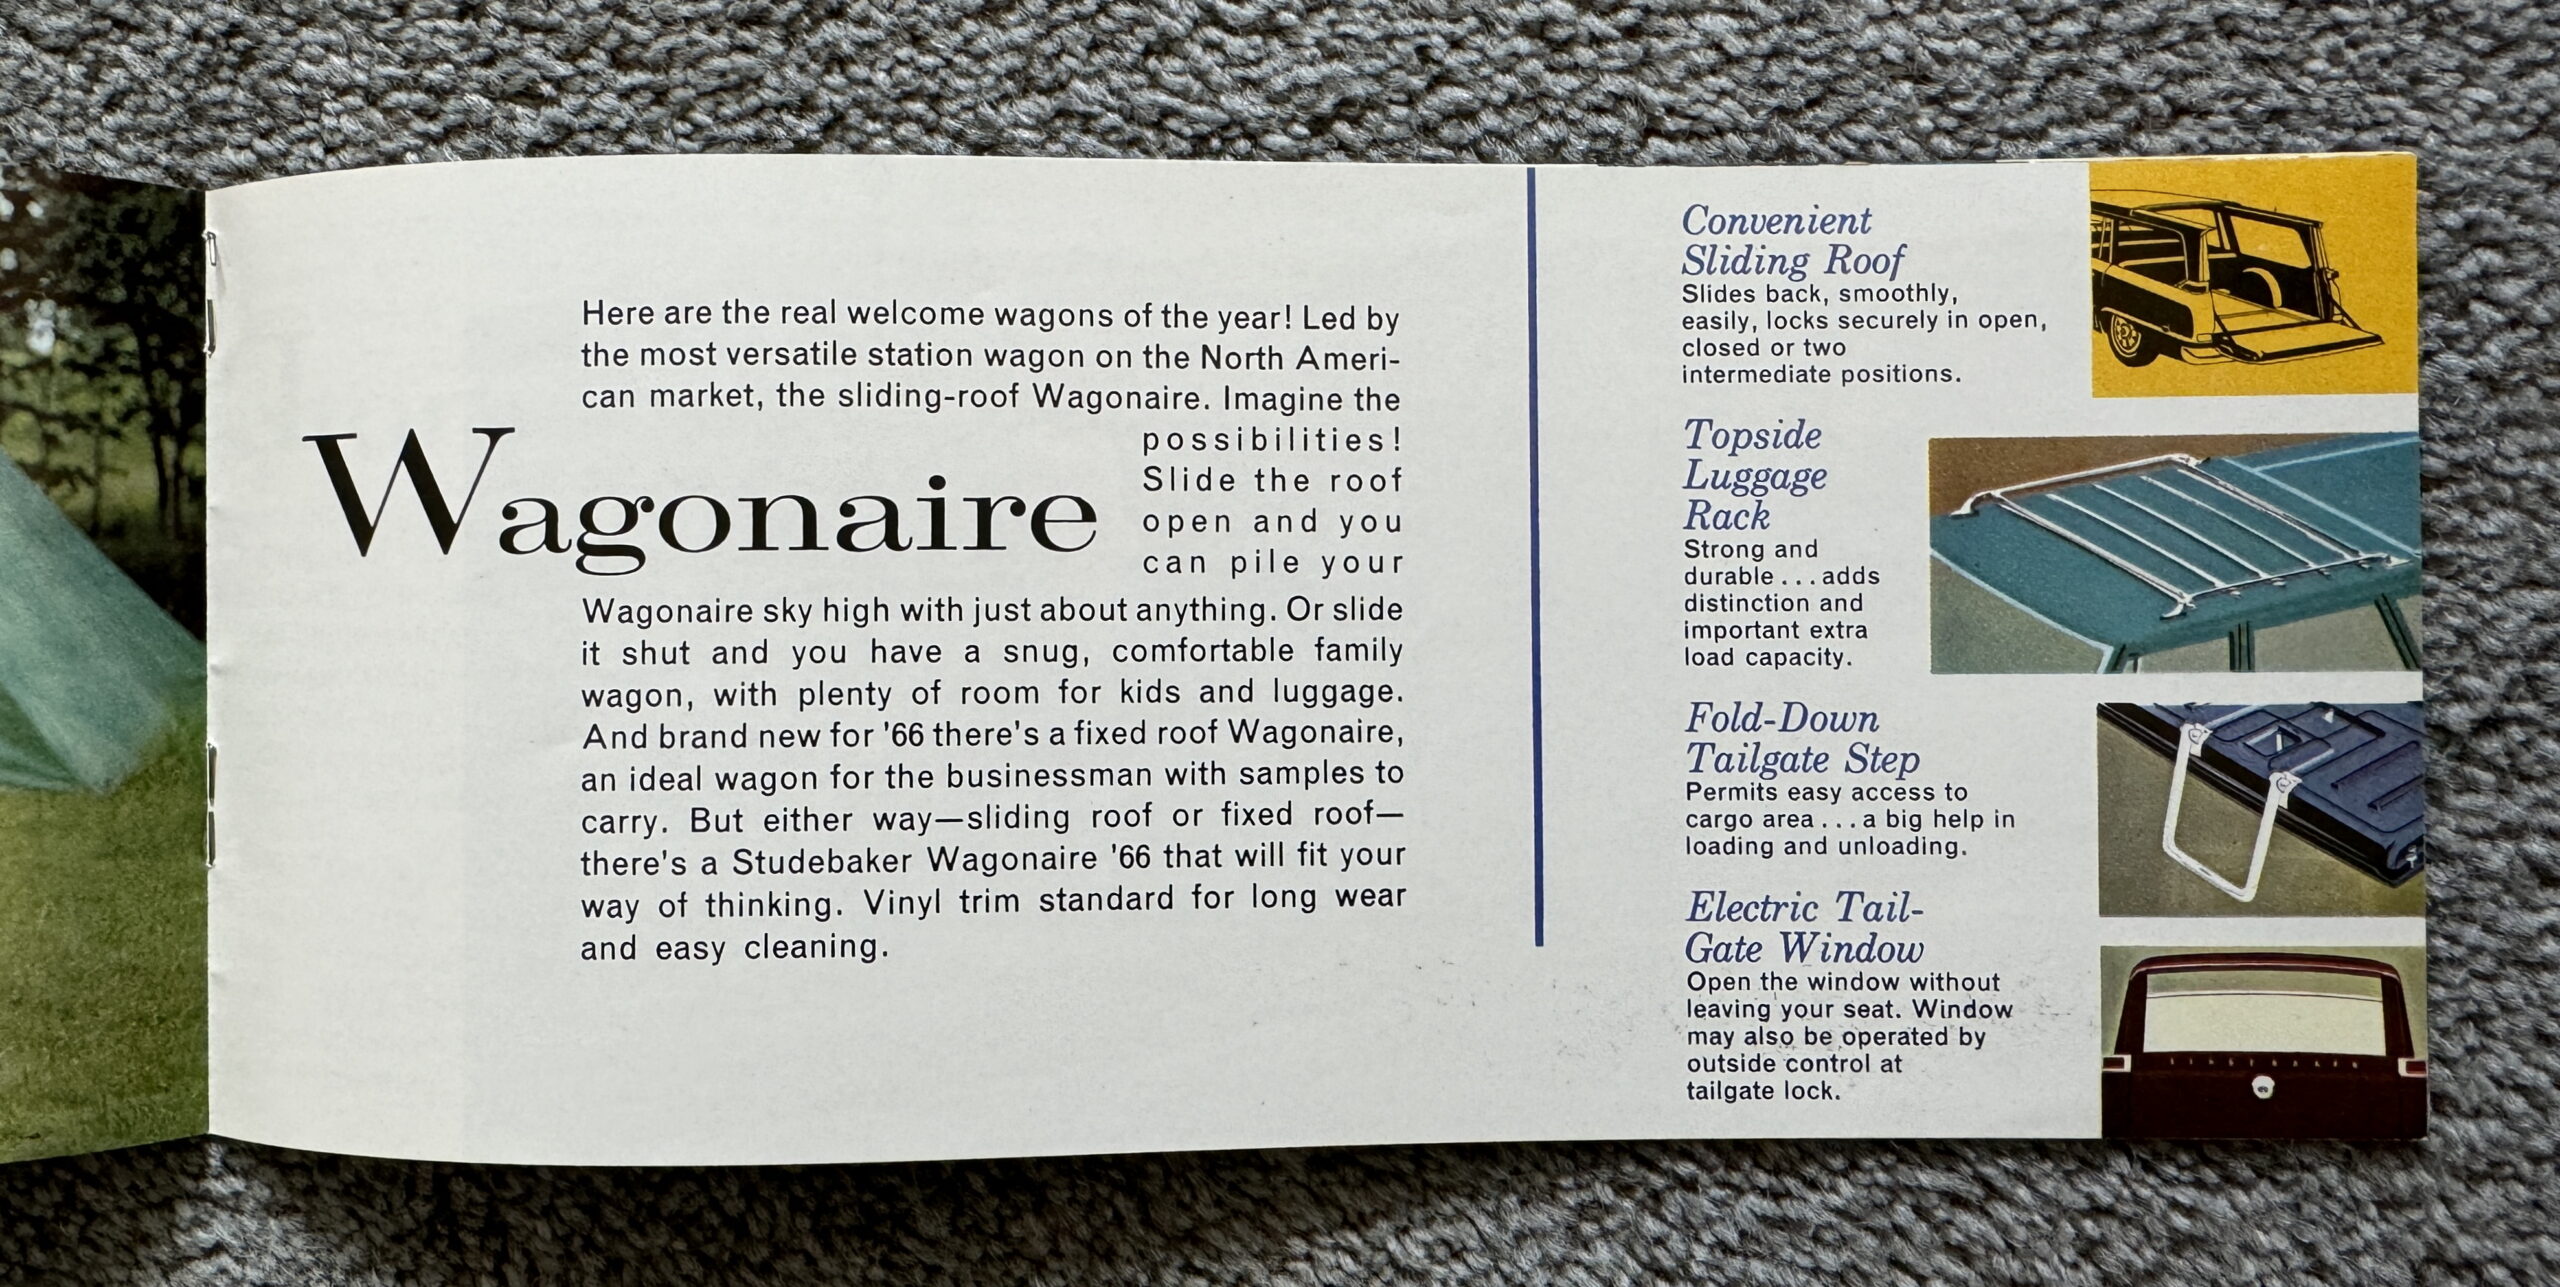 Here are the real welcome wagons of the year! Led by
the most versatile station wagon on the North Ameri-
can market, the sliding-roof Wagonaire. Imagine the
Wagonaire
possibilities!
Slide the roof
open and you
can pile your
Wagonaire sky high with just about anything. Or slide
it shut and you have a snug, comfortable family
wagon, with plenty of room for kids and luggage.
And brand new for '66 there's a fixed roof Wagonaire,
an ideal wagon for the businessman with samples to
carry. But either way—sliding roof or fixed roof—
there's a Studebaker Wagonaire '66 that will fit your
way of thinking. Vinyl trim standard for long wear
and easy cleaning.
Convenient
Sliding Roof
Slides back, smoothly,
easily, locks securely in open,
closed or two
intermediate positions.
Topside
Luggage
Rack
Strong and
durable...adds
distinction and
important extra
load capacity.
Fold-Down
Tailgate Step
Permits easy access to
cargo area...a big help in
loading and unloading.
Electric Tail-
Gate Window
Open the window without
leaving your seat. Window
may also be operated by
outside control at
tailgate lock.